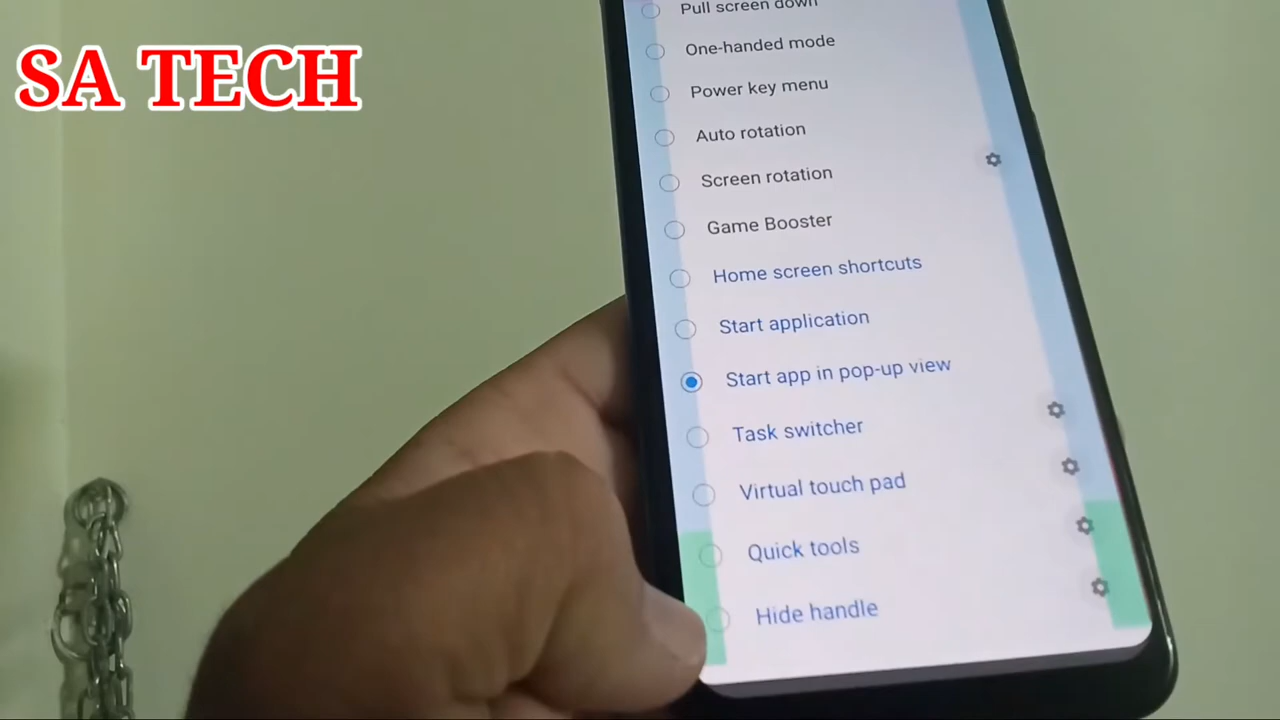 SA TECH
Pull screen down
One-handed mode
Power key menu
Auto rotation
Screen rotation
Game Booster
Home screen shortcuts
Start application
Start app in pop-up view
Task switcher
Virtual touch pad
Quick tools
Hide handle